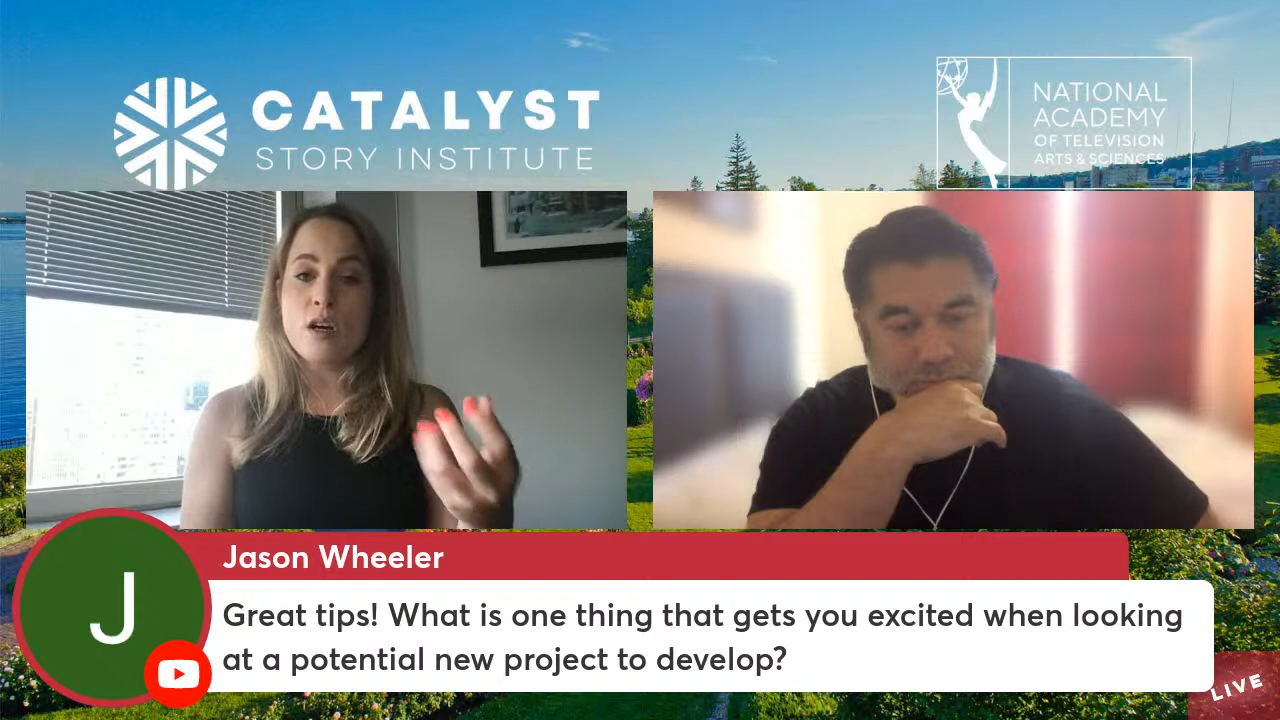 CATALYST
STORY INSTITUTE
NATIONAL
ACADEMY
OF TELEVISION
ARTS & SCIENCES
Jason Wheeler
J
Great tips! What is one thing that gets you excited when looking
at a potential new project to develop?
LIVE